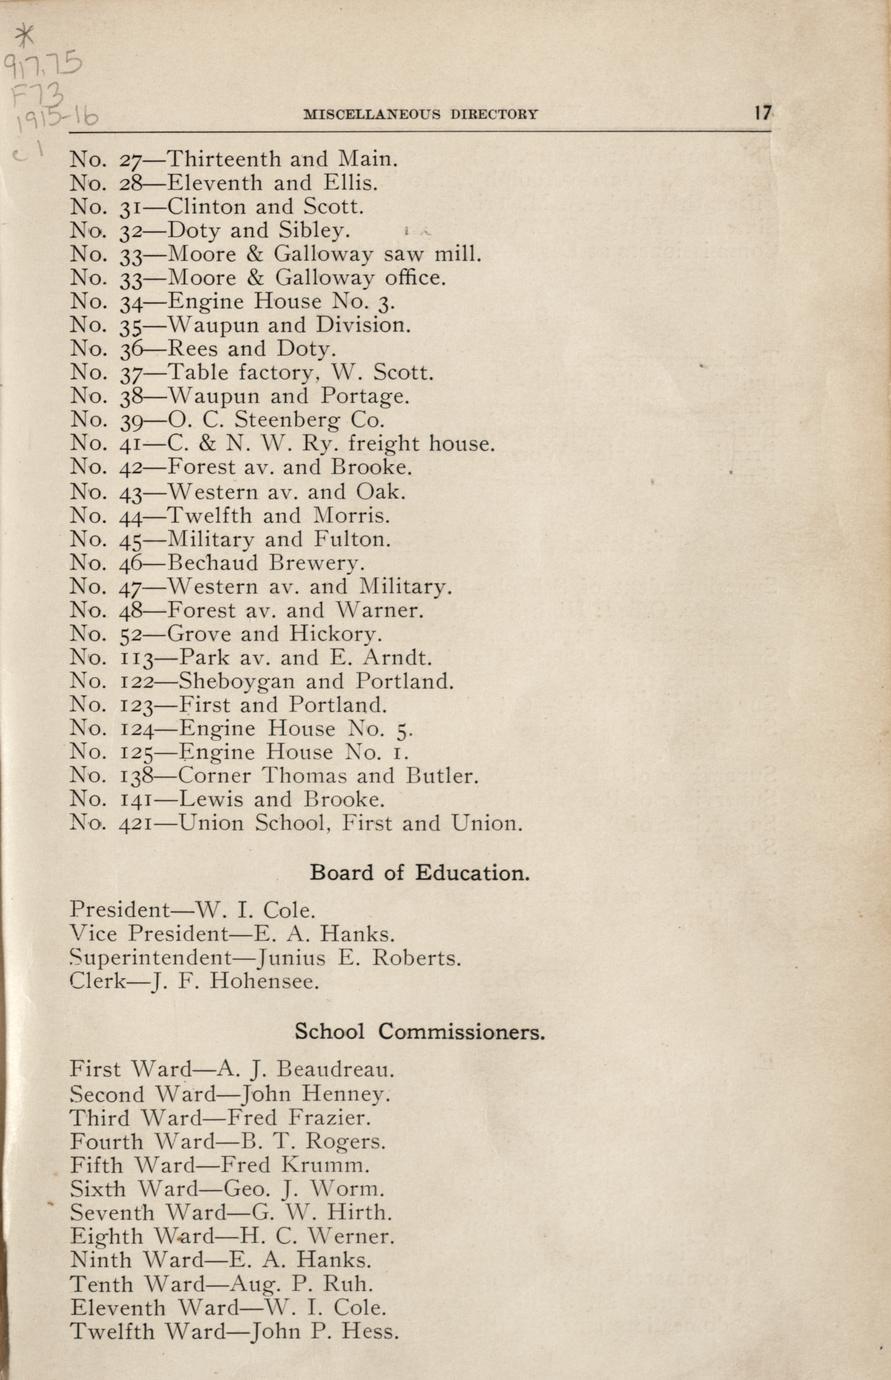 *
917.75
F73
1915-16
c 1
MISCELLANEOUS DIRECTORY 17
No. 27—Thirteenth and Main.
No. 28—Eleventh and Ellis.
No. 31—Clinton and Scott.
No. 32—Doty and Sibley.
No. 33—Moore & Galloway saw mill.
No. 33—Moore & Galloway office.
No. 34—Engine House No. 3.
No. 35—Waupun and Division.
No. 36—Rees and Doty.
No. 37—Table factory, W. Scott.
No. 38—Waupun and Portage.
No. 39—O. C. Steenberg Co.
No. 41—C. & N. W. Ry. freight house.
No. 42—Forest av. and Brooke.
No. 43—Western av. and Oak.
No. 44—Twelfth and Morris.
No. 45—Military and Fulton.
No. 46—Bechaud Brewery.
No. 47—Western av. and Military.
No. 48—Forest av. and Warner.
No. 52—Grove and Hickory.
No. 113—Park av. and E. Arndt.
No. 122—Sheboygan and Portland.
No. 123—First and Portland.
No. 124—Engine House No. 5.
No. 125—Engine House No. 1.
No. 138—Corner Thomas and Butler.
No. 141—Lewis and Brooke.
No. 421—Union School, First and Union.
Board of Education.
President—W. I. Cole.
Vice President—E. A. Hanks.
Superintendent—Junius E. Roberts.
Clerk—J. F. Hohensee.
School Commissioners.
First Ward—A. J. Beaudreau.
Second Ward—John Henney.
Third Ward—Fred Frazier.
Fourth Ward—B. T. Rogers.
Fifth Ward—Fred Krumm.
Sixth Ward—Geo. J. Worm.
Seventh Ward—G. W. Hirth.
Eighth Ward—H. C. Werner.
Ninth Ward—E. A. Hanks.
Tenth Ward—Aug. P. Ruh.
Eleventh Ward—W. I. Cole.
Twelfth Ward—John P. Hess.